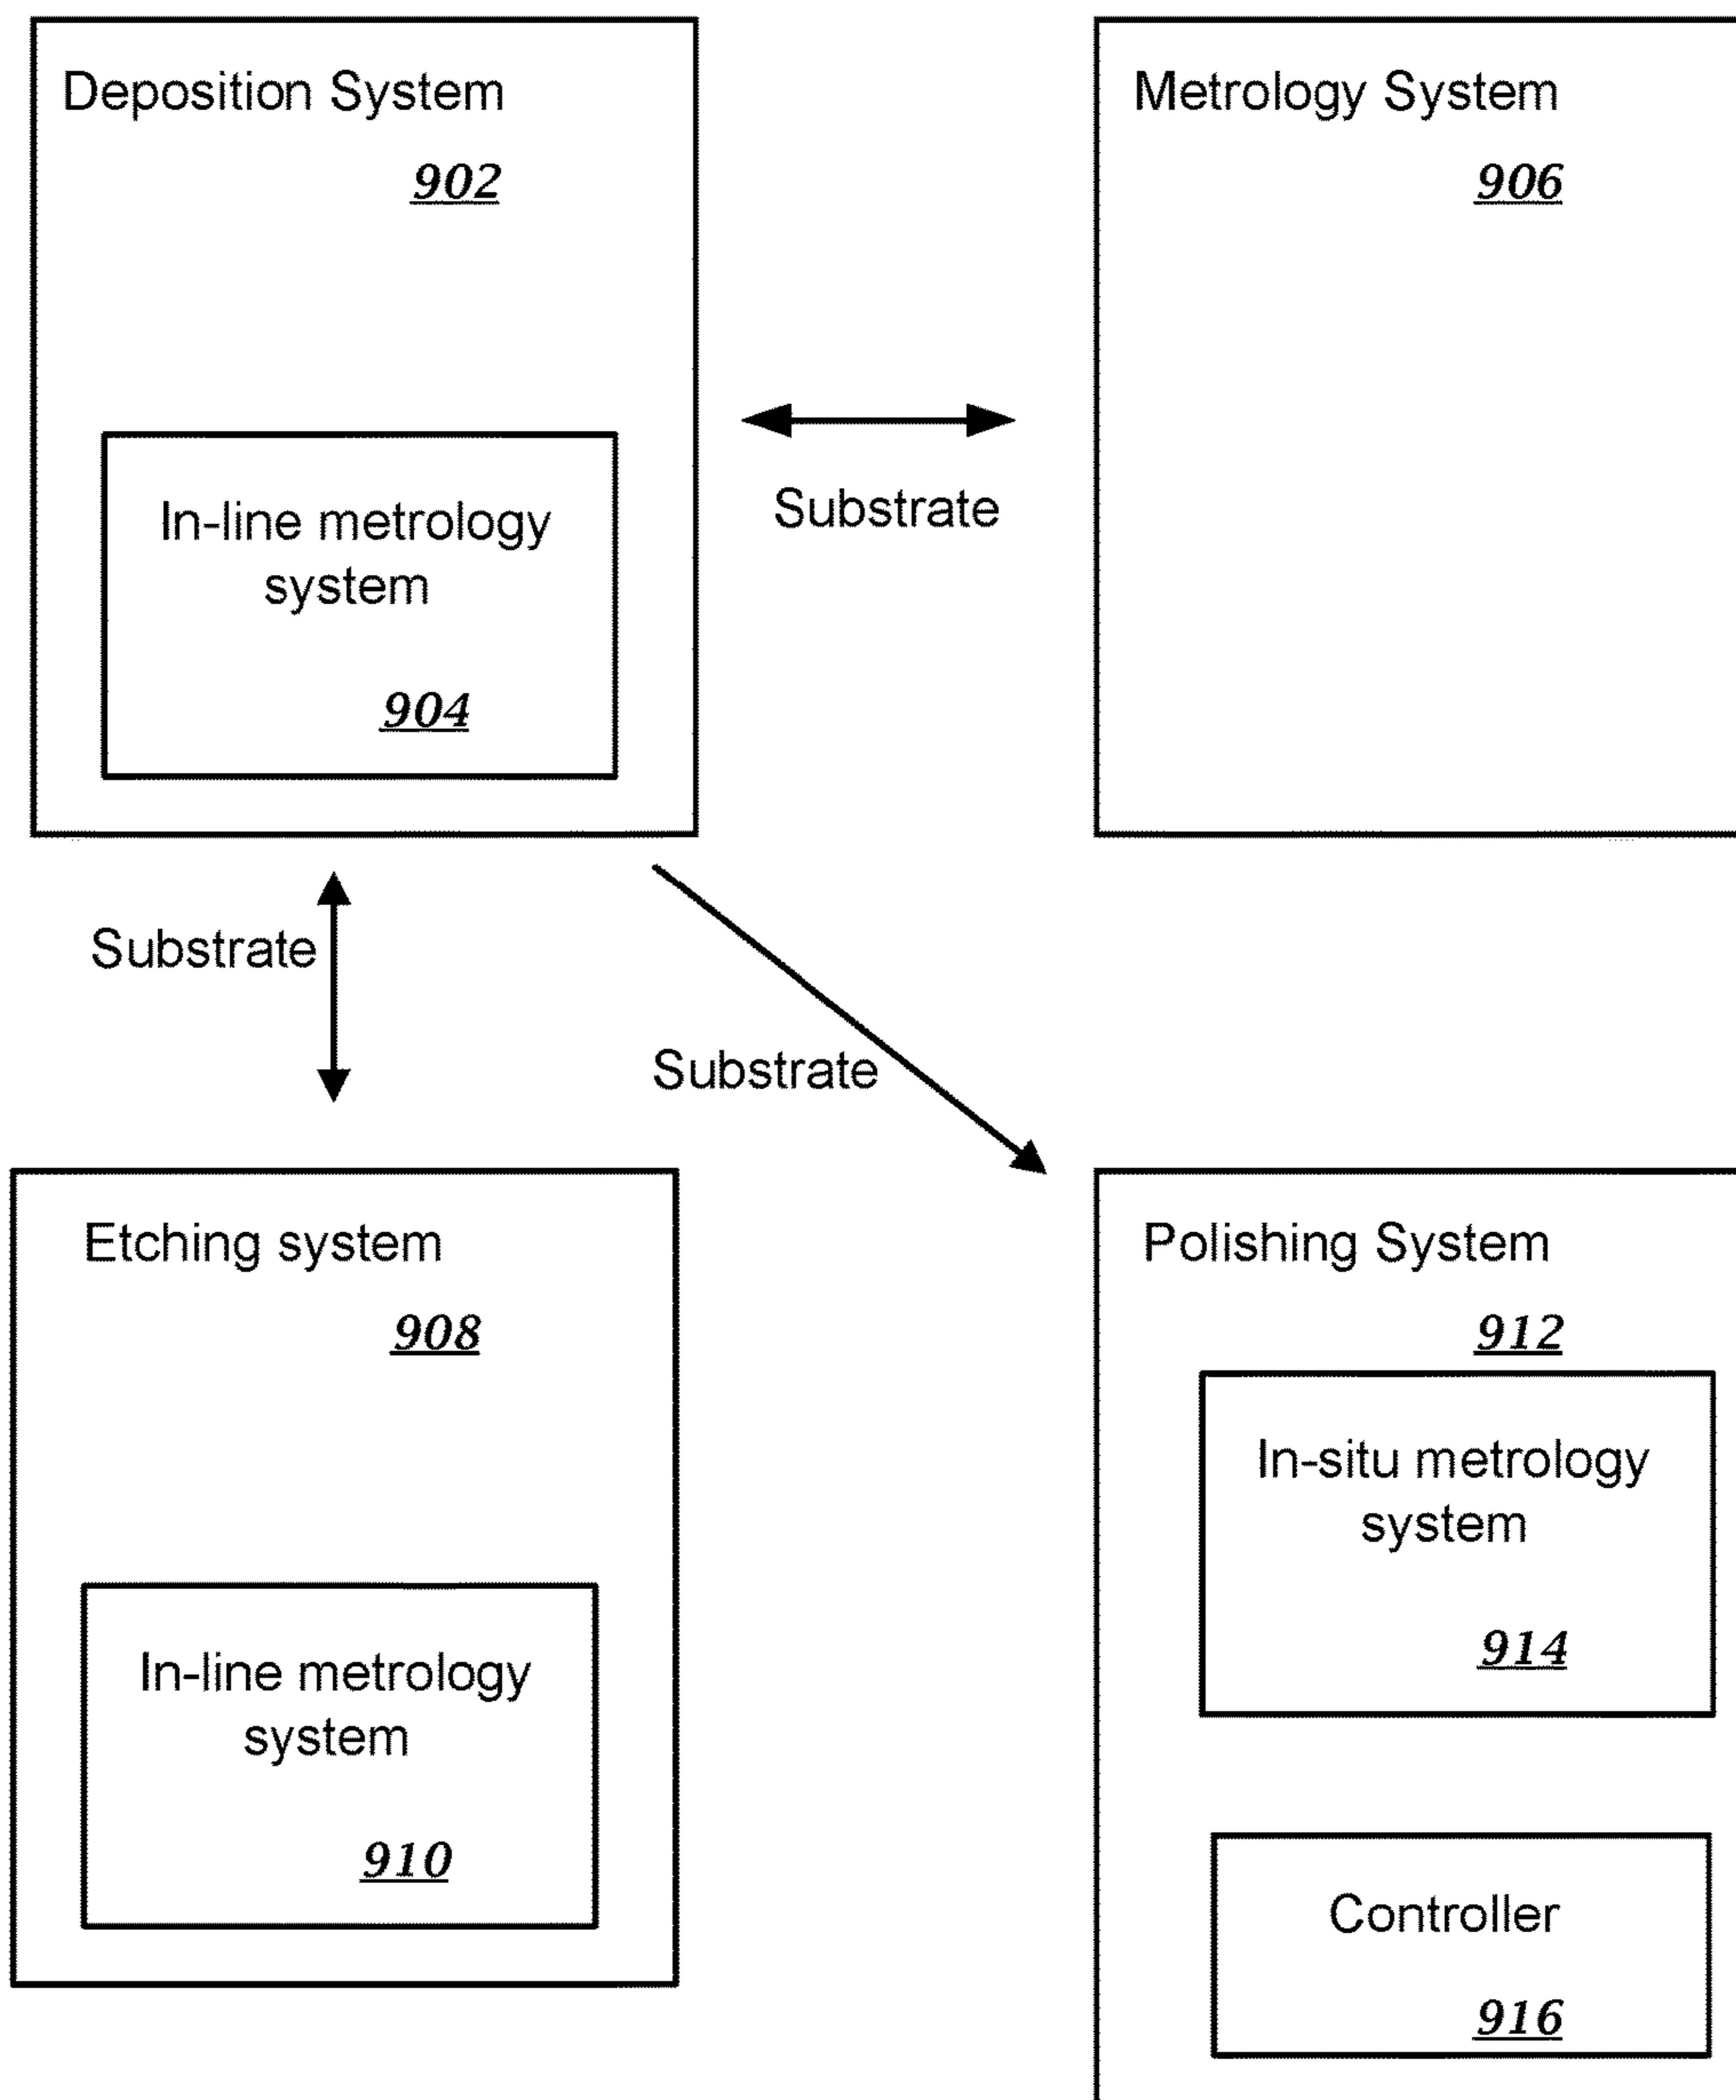 Deposition System
902
In-line metrology
system
904
Metrology System
906
Substrate
Substrate
Substrate
Etching system
908
In-line metrology
system
910
Polishing System
912
In-situ metrology
system
914
Controller
916